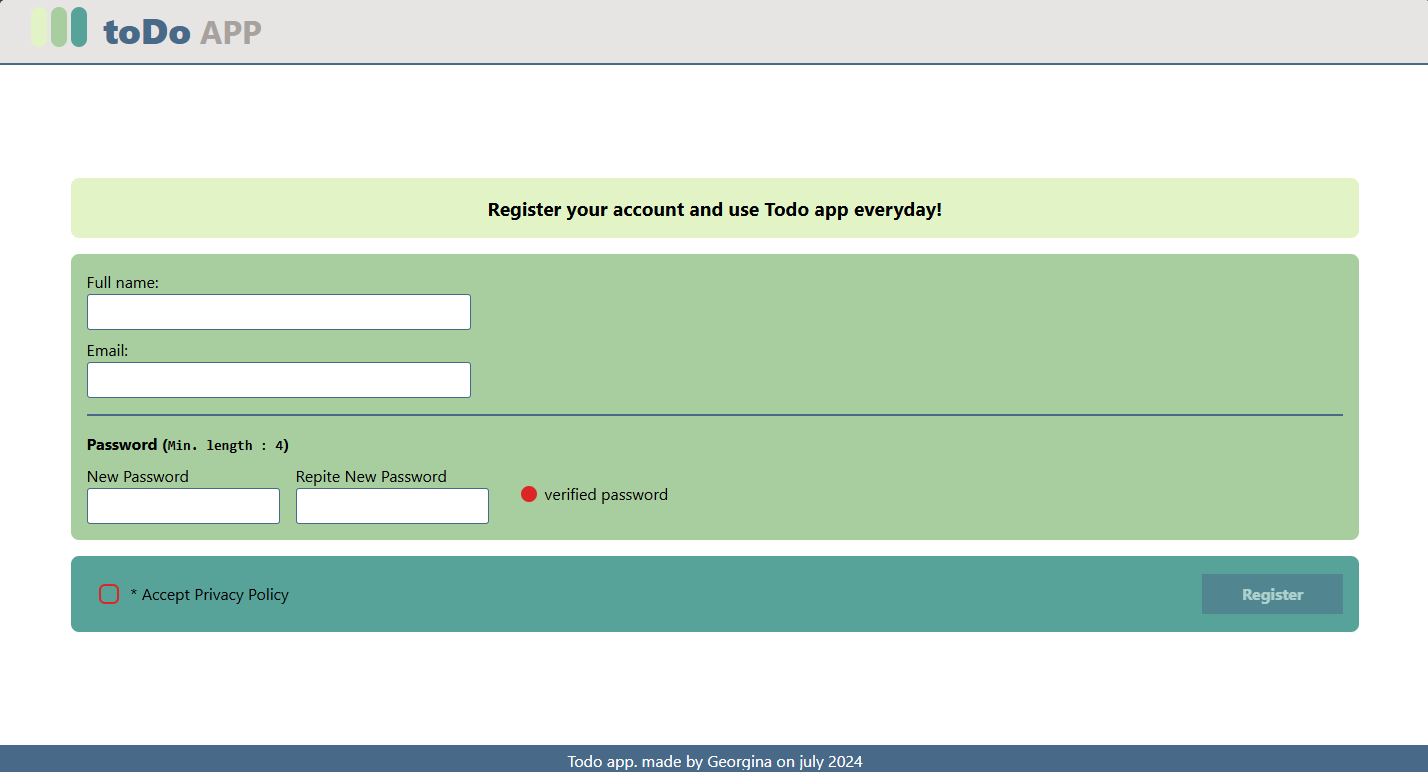 toDo APP
Register your account and use Todo app everyday!
Full name:
Email:
Password (Min. length : 4)
New Password
Repite New Password
verified password
* Accept Privacy Policy
Register
Todo app. made by Georgina on july 2024